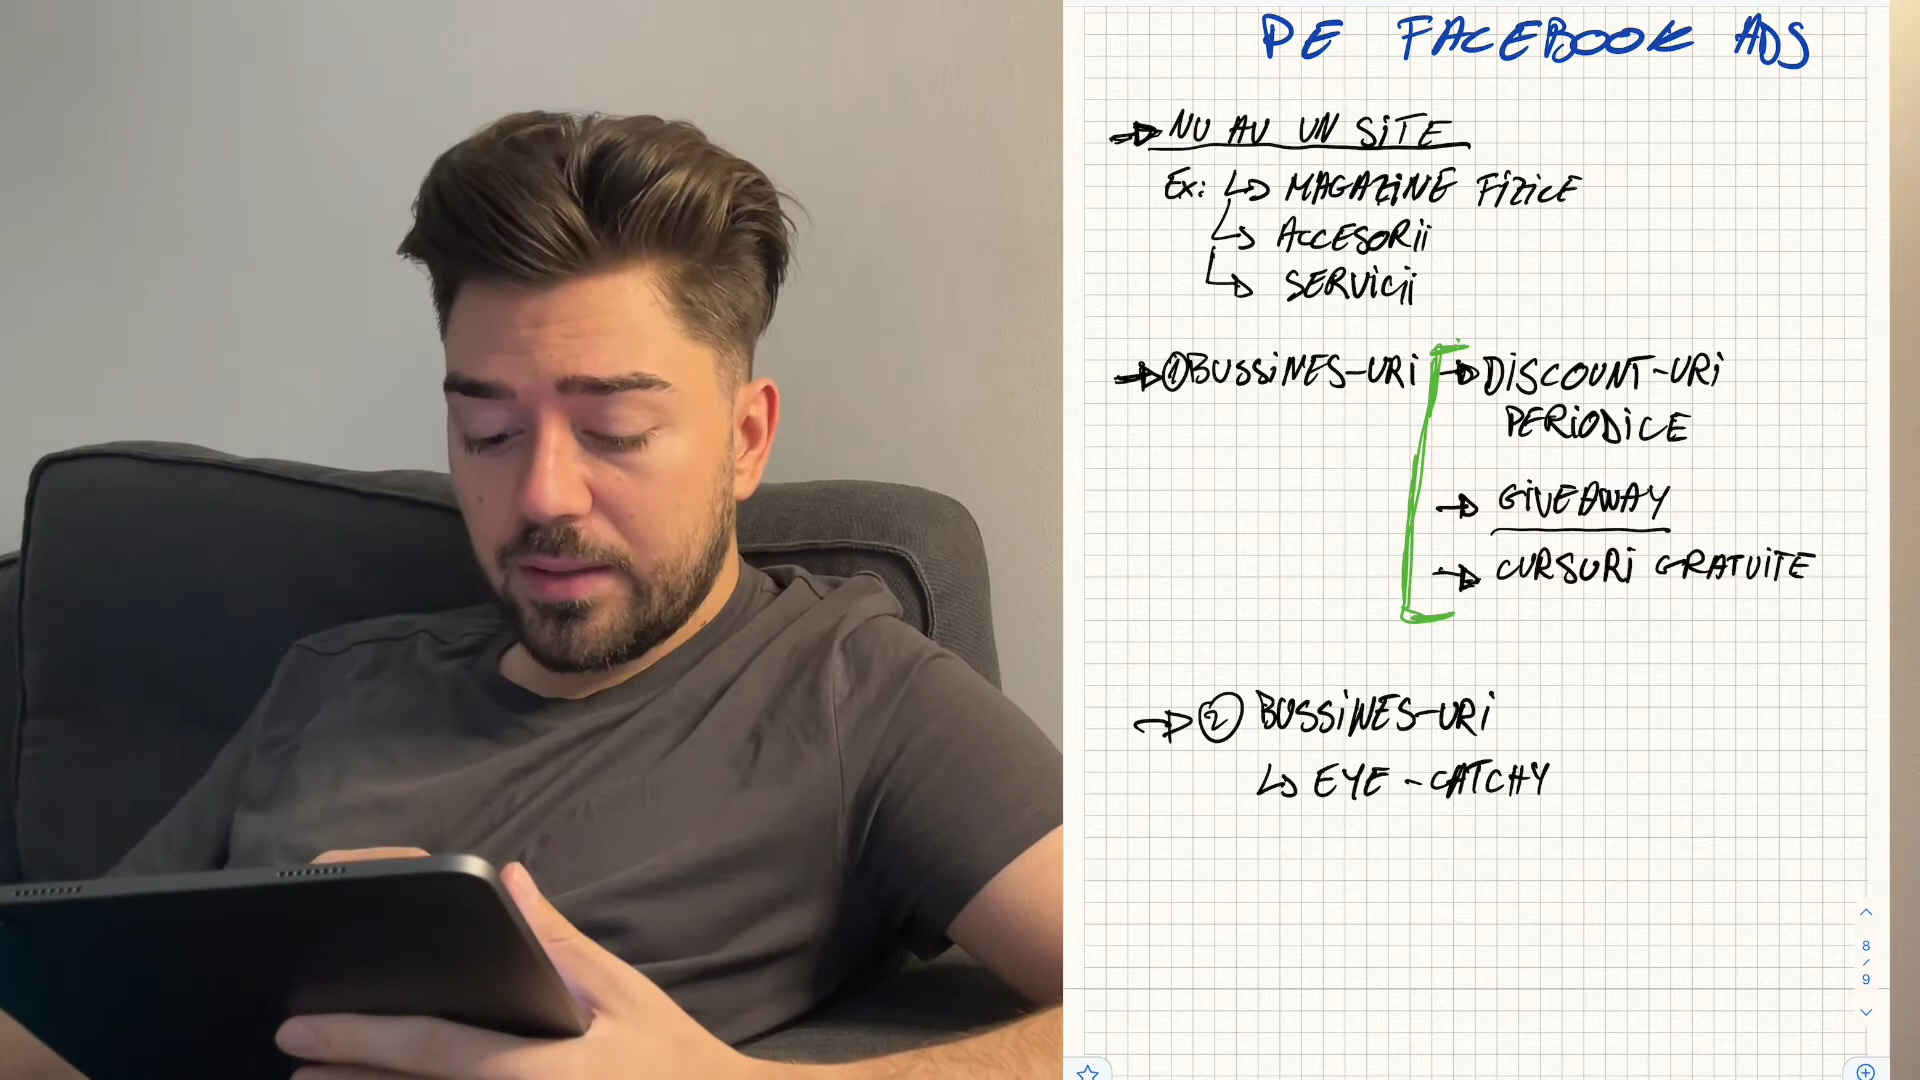 PE FACEBOOK ADS
NU AU UN SITE
Ex: MAGAZINE FIZICE
ACCESORII
SERVICII
1 BUSSINES-URI
DISCOUNT-URI
PERIODICE
GIVEAWAY
CURSURI GRATUITE
2 BUSSINES-URI
EYE-CATCHY
8
/
9